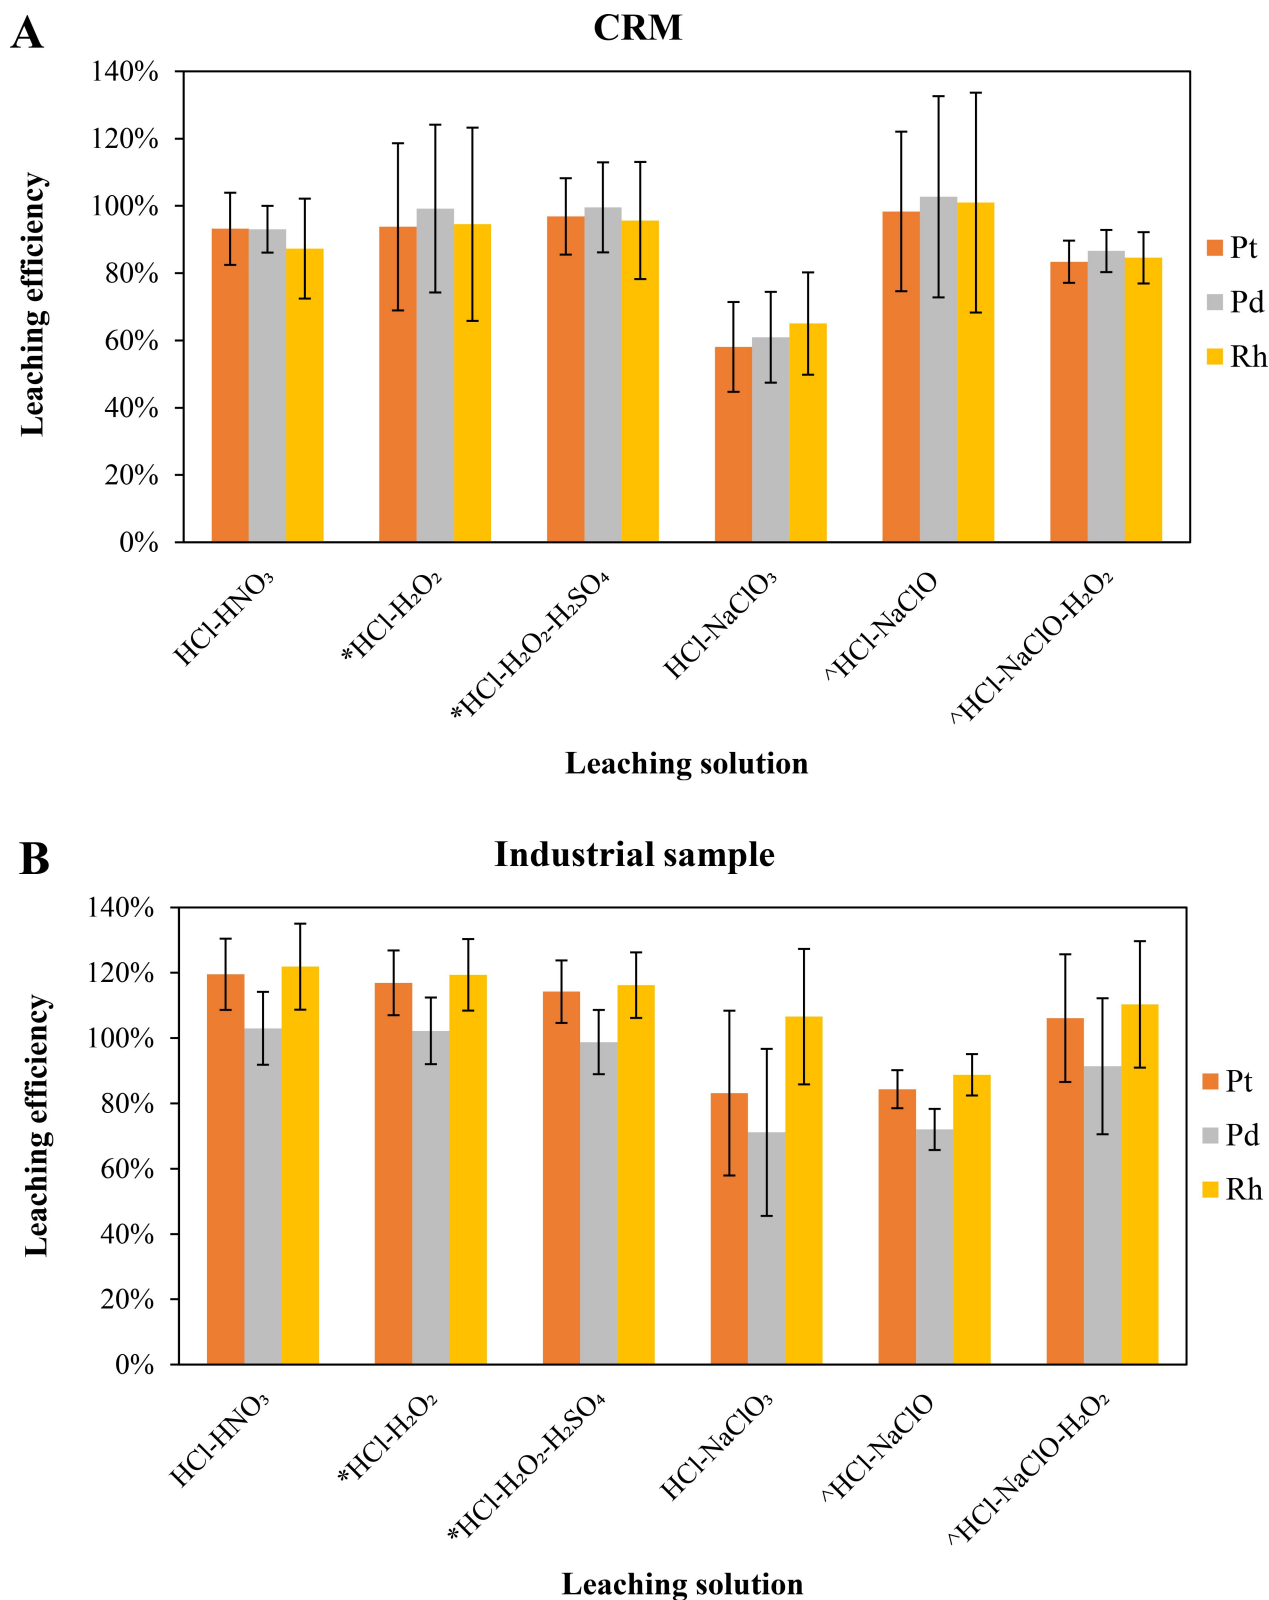 A
CRM
140%
120%
100%
80%
60%
40%
20%
0%
Leaching efficiency
HCl-HNO₃
*HCl-H₂O₂
*HCl-H₂O₂-H₂SO₄
HCl-NaClO₃
^HCl-NaClO
^HCl-NaClO-H₂O₂
Leaching solution
Pt
Pd
Rh
B
Industrial sample
140%
120%
100%
80%
60%
40%
20%
0%
Leaching efficiency
HCl-HNO₃
*HCl-H₂O₂
*HCl-H₂O₂-H₂SO₄
HCl-NaClO₃
^HCl-NaClO
^HCl-NaClO-H₂O₂
Leaching solution
Pt
Pd
Rh